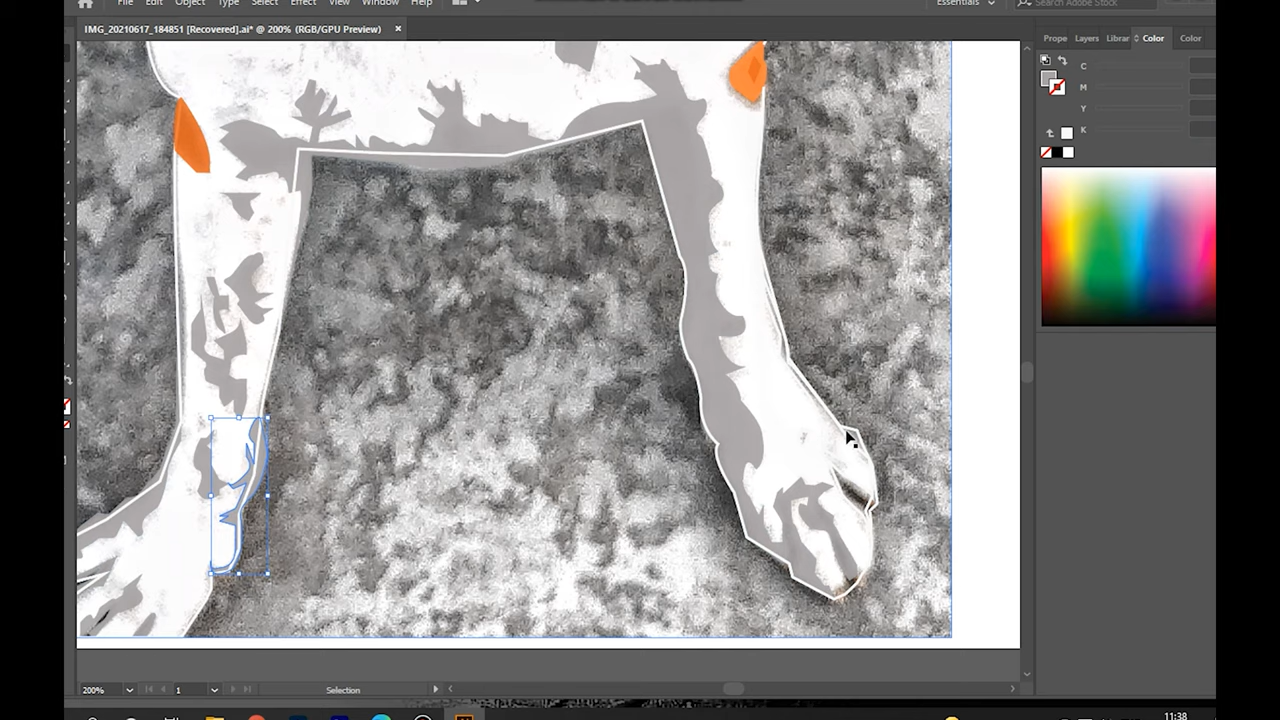 File Edit Object Type Select Effect View Window Help Essentials Search Adobe Stock
IMG_20210617_184851 [Recovered].ai* @ 200% (RGB/GPU Preview) ×
Prope Layers Librar Color Color
C
M
Y
K
200% 1 Selection
11:38